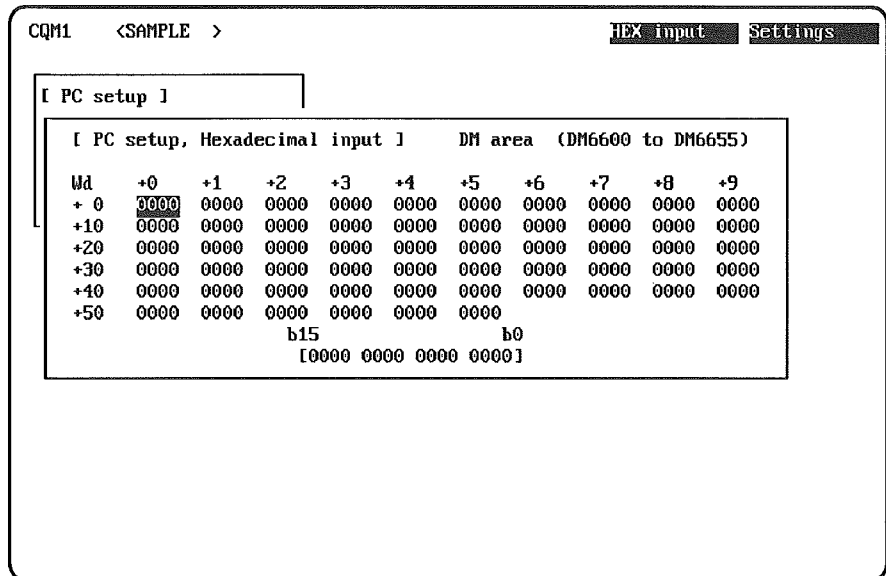 CQM1 <SAMPLE > HEX input Settings
[ PC setup ]
[ PC setup, Hexadecimal input ] DM area (DM6600 to DM6655)
Wd +0 +1 +2 +3 +4 +5 +6 +7 +8 +9
+ 0 0000 0000 0000 0000 0000 0000 0000 0000 0000 0000
+10 0000 0000 0000 0000 0000 0000 0000 0000 0000 0000
+20 0000 0000 0000 0000 0000 0000 0000 0000 0000 0000
+30 0000 0000 0000 0000 0000 0000 0000 0000 0000 0000
+40 0000 0000 0000 0000 0000 0000 0000 0000 0000 0000
+50 0000 0000 0000 0000 0000 0000
b15 b0
[0000 0000 0000 0000]